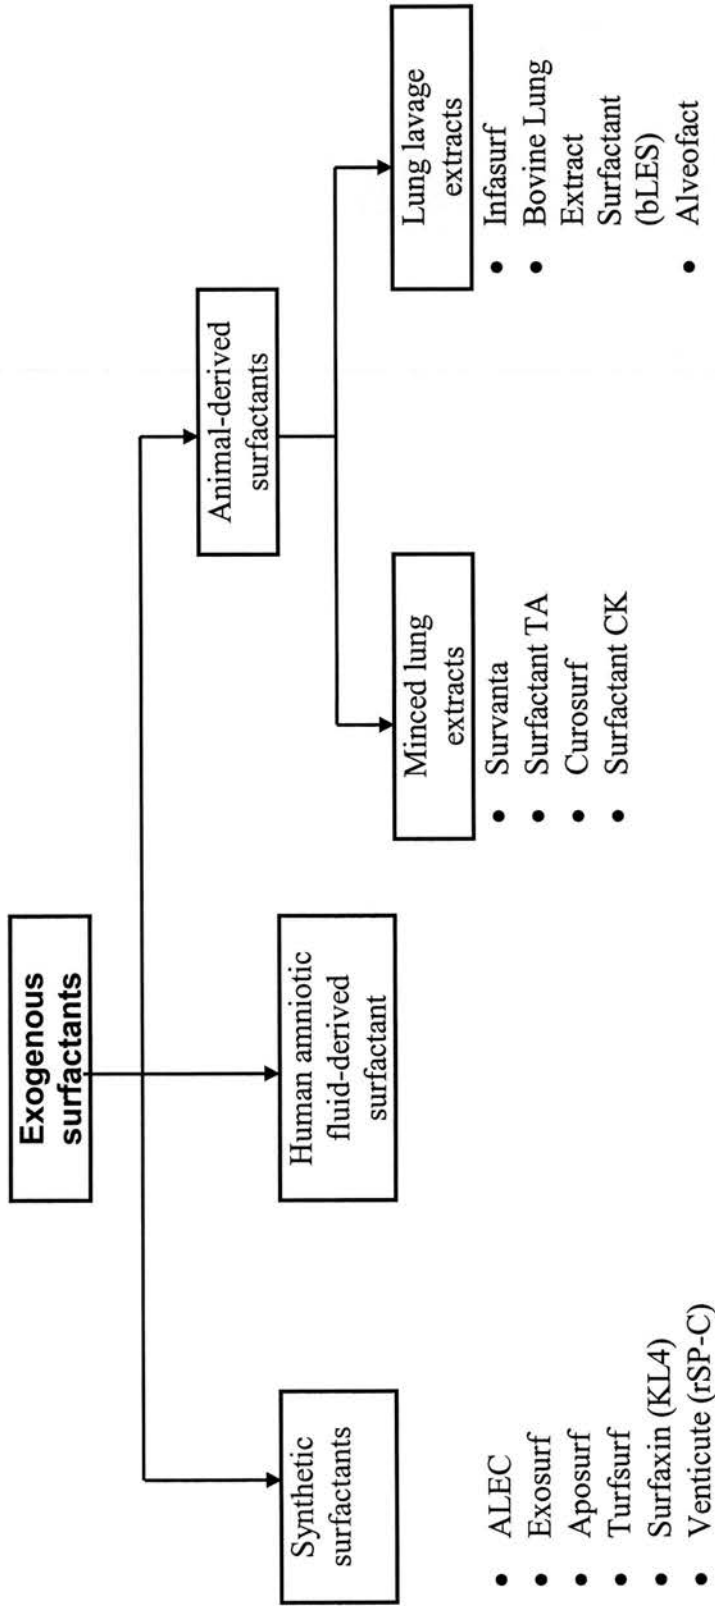 Exogenous
surfactants
Synthetic
surfactants
• ALEC
• Exosurf
• Aposurf
• Turfsurf
• Surfaxin (KL4)
• Venticute (rSP-C)
Human amniotic
fluid-derived
surfactant
Animal-derived
surfactants
Minced lung
extracts
• Survanta
• Surfactant TA
• Curosurf
• Surfactant CK
Lung lavage
extracts
• Infasurf
• Bovine Lung
Extract
Surfactant
(bLES)
• Alveofact